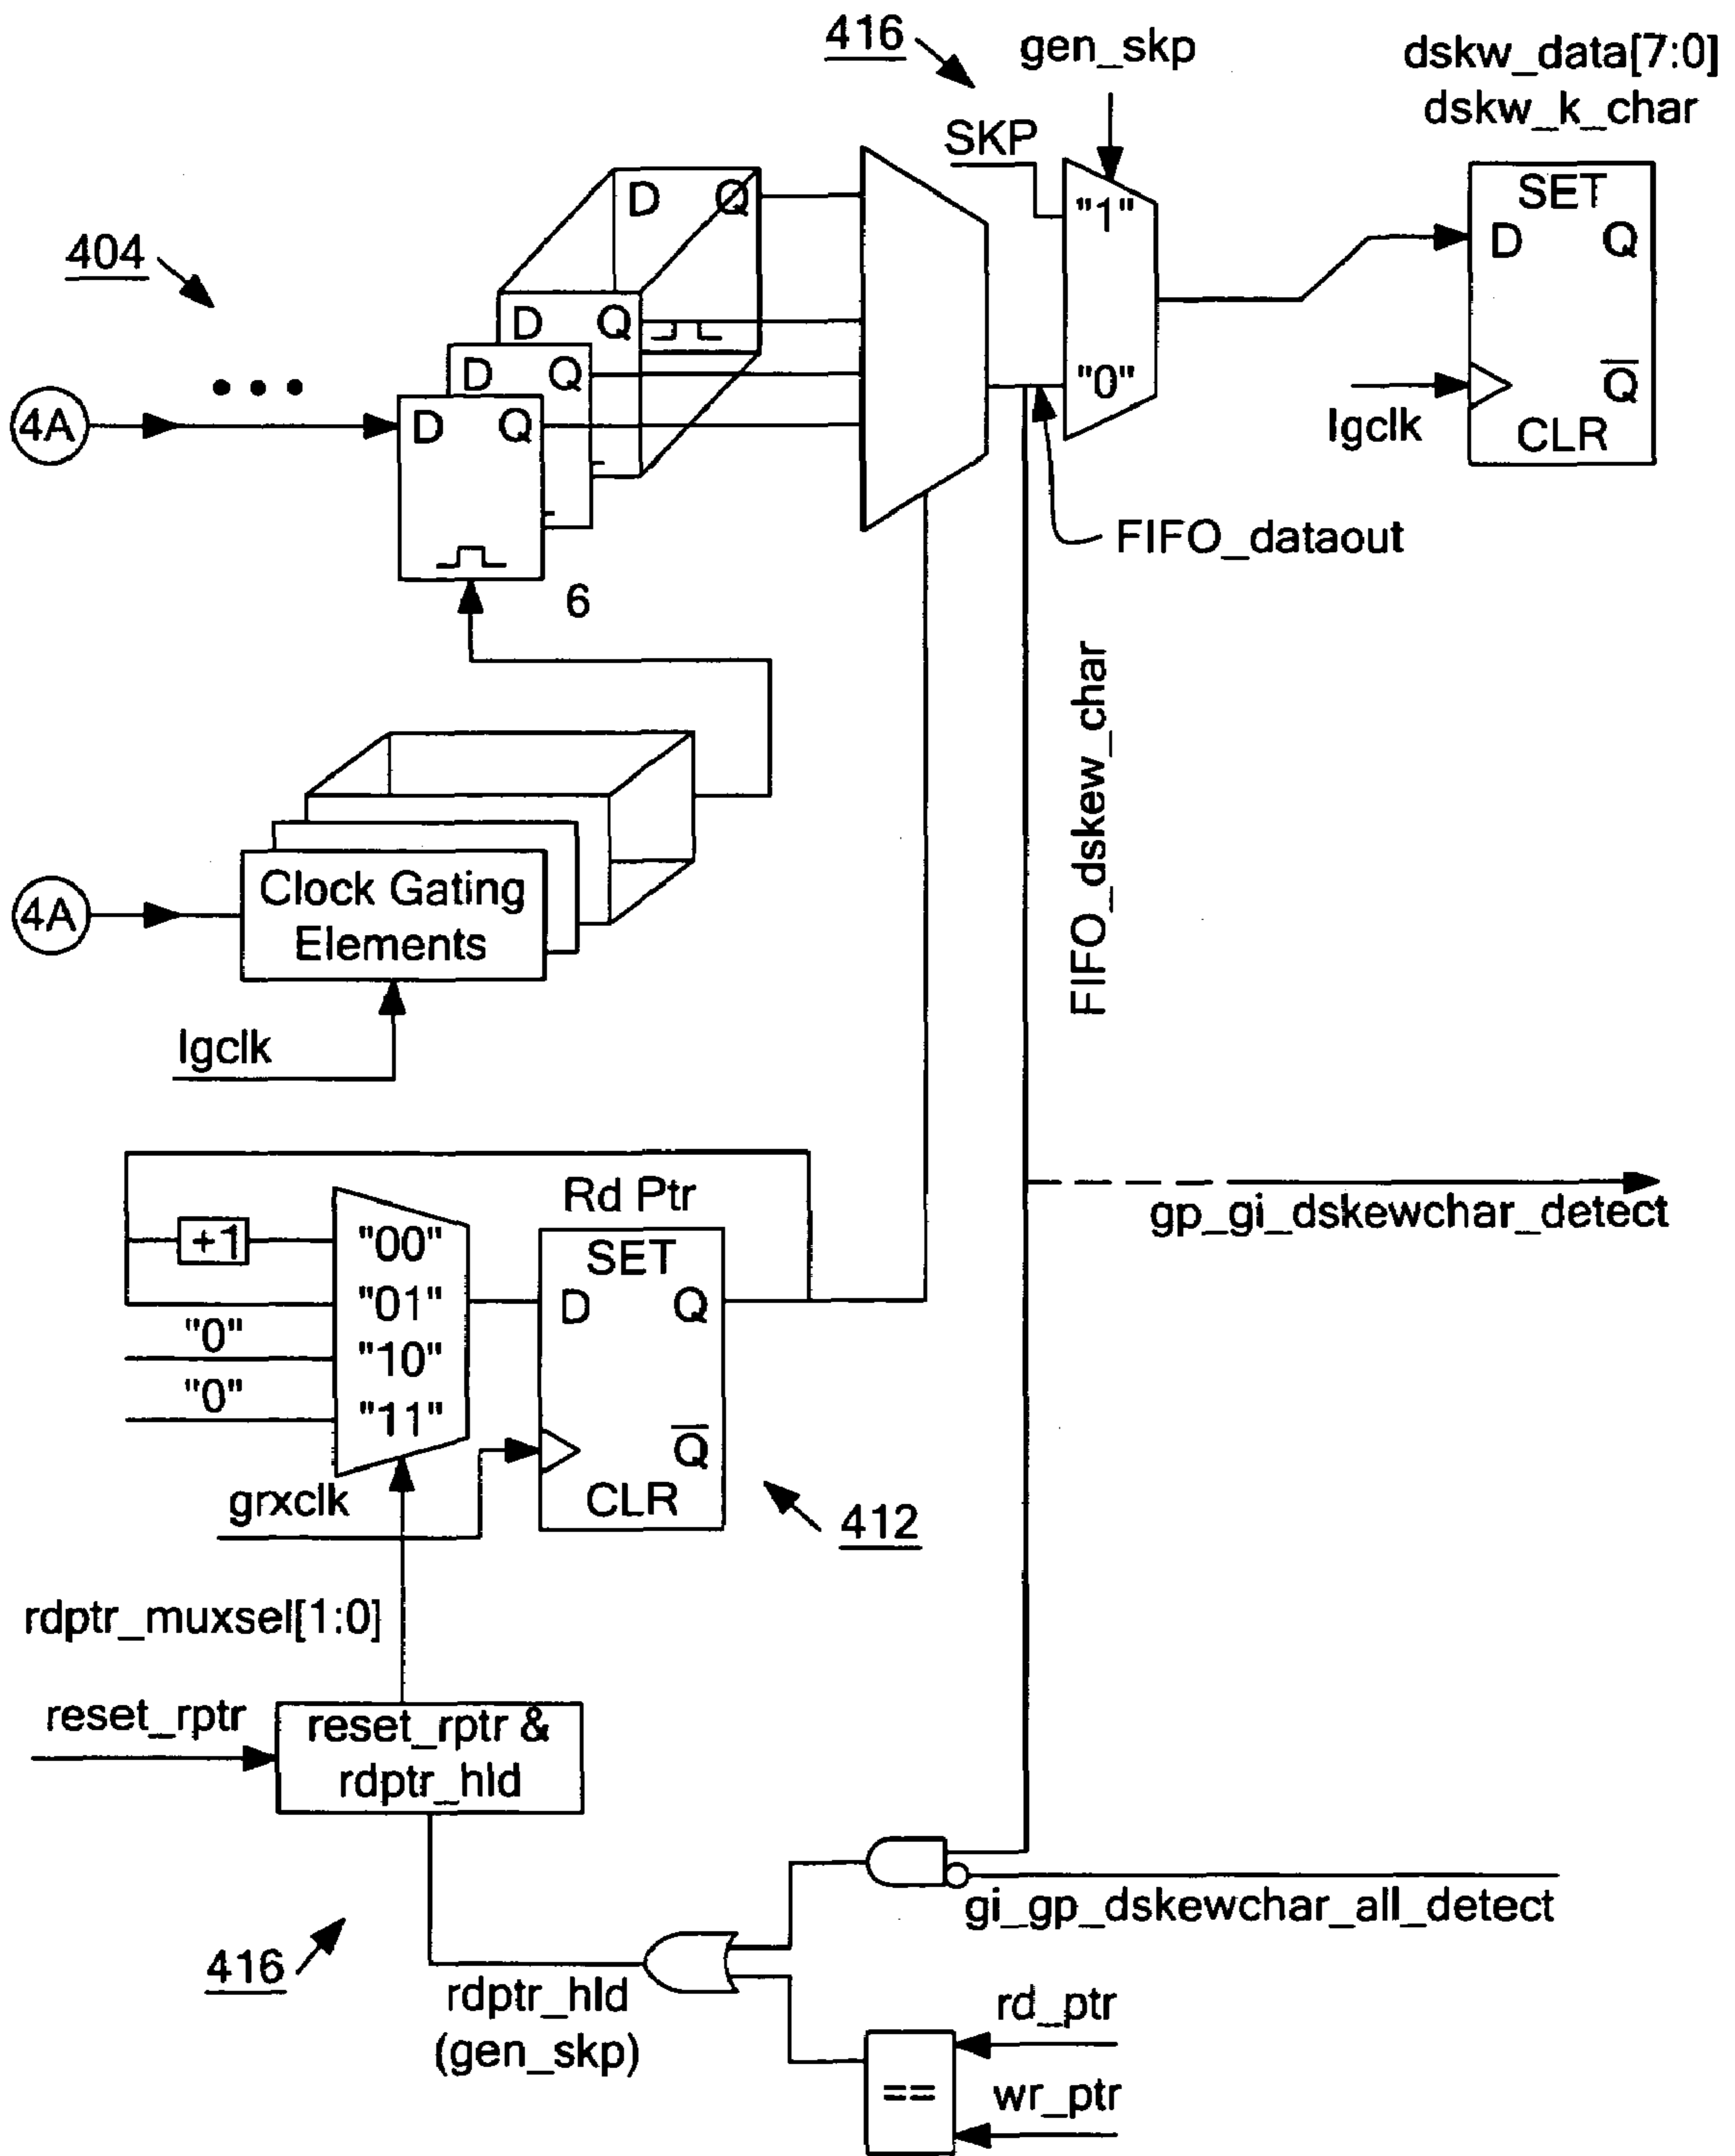 416
gen_skp
dskw_data[7:0]
dskw_k_char
SKP
"1"
"0"
SET
D Q
Q
CLR
lgclk
404
D Q
D Q
D Q
D Q
4A
6
FIFO_dataout
FIFO_dskew_char
4A
Clock Gating
Elements
lgclk
gp_gi_dskewchar_detect
Rd Ptr
+1
"00"
"01"
"10"
"11"
"0"
"0"
SET
D Q
Q
CLR
grxclk
412
rdptr_muxsel[1:0]
reset_rptr
reset_rptr &
rdptr_hld
gi_gp_dskewchar_all_detect
416
rdptr_hld
(gen_skp)
rd_ptr
==
wr_ptr